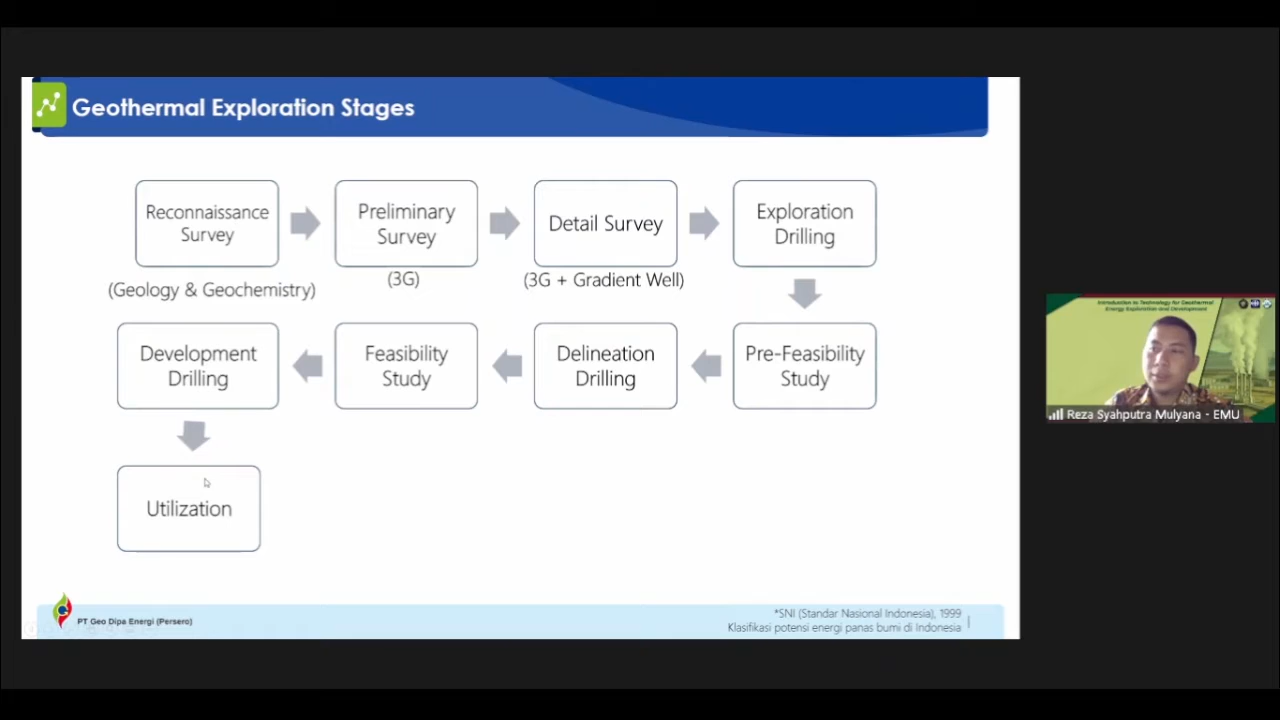 Geothermal Exploration Stages
Reconnaissance
Survey
(Geology & Geochemistry)
Preliminary
Survey
(3G)
Detail Survey
(3G + Gradient Well)
Exploration
Drilling
Pre-Feasibility
Study
Delineation
Drilling
Feasibility
Study
Development
Drilling
Utilization
PT Geo Dipa Energi (Persero)
*SNI (Standar Nasional Indonesia), 1999
Klasifikasi potensi energi panas bumi di Indonesia
Introduction to Technology for Geothermal
Energy Exploration and Development
Reza Syahputra Mulyana - EMU